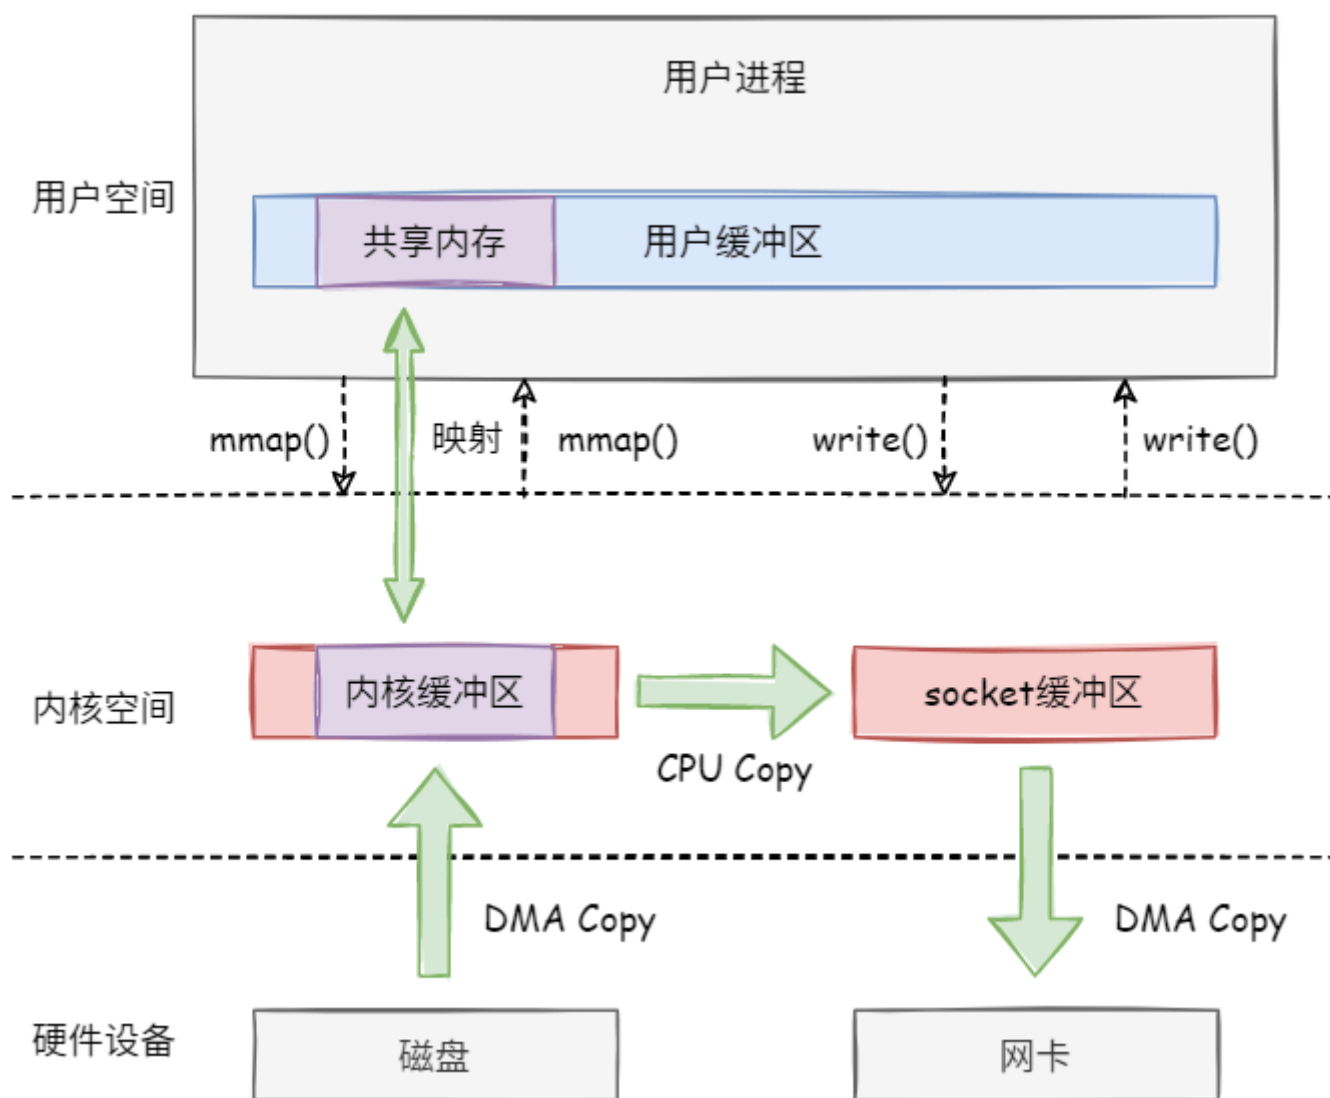 用户进程
用户空间
共享内存
用户缓冲区
mmap()
映射
mmap()
write()
write()
内核空间
内核缓冲区
socket缓冲区
CPU Copy
DMA Copy
DMA Copy
硬件设备
磁盘
网卡